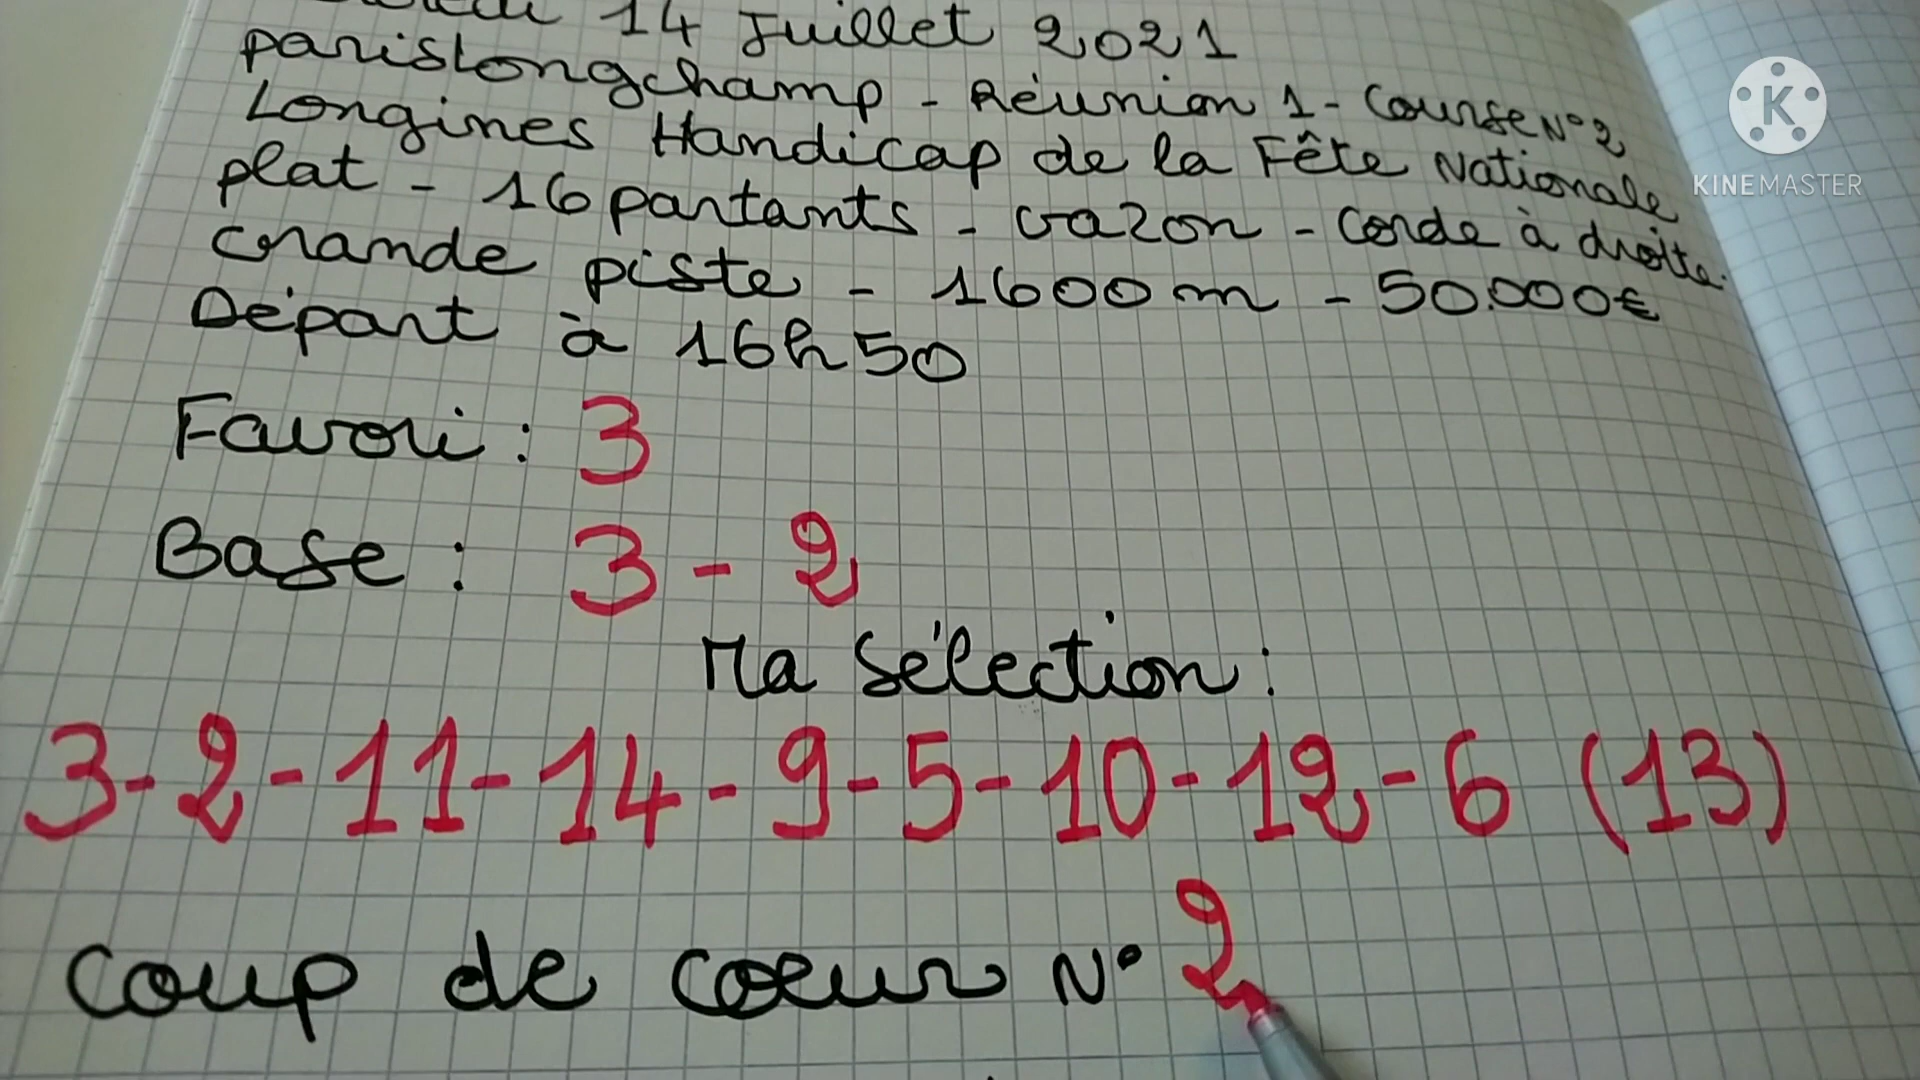 14 Juillet 2021
parisLongchamp - Réunion 1 - Course N° 2
Longines Handicap de la Fête Nationale
plat - 16 partants - Gazon - Corde à droite.
Grande piste - 1600 m - 50.000€
Départ à 16h50
Favori : 3
Base : 3 - 2
Ma Sélection :
3 - 2 - 11 - 14 - 9 - 5 - 10 - 12 - 6 (13)
Coup de coeur N° 2
K
KINEMASTER